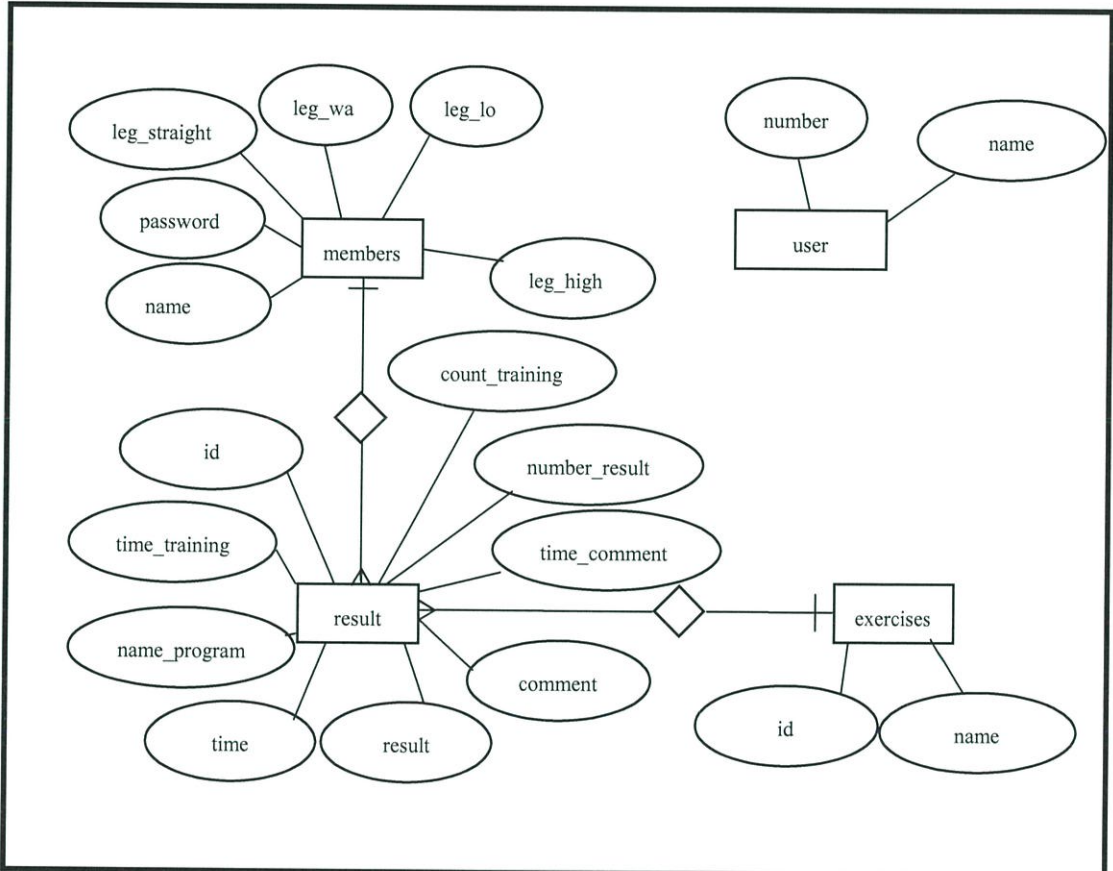 leg_wa
leg_lo
leg_straight
number
name
password
members
user
name
leg_high
count_training
id
number_result
time_training
time_comment
result
exercises
name_program
comment
time
result
id
name